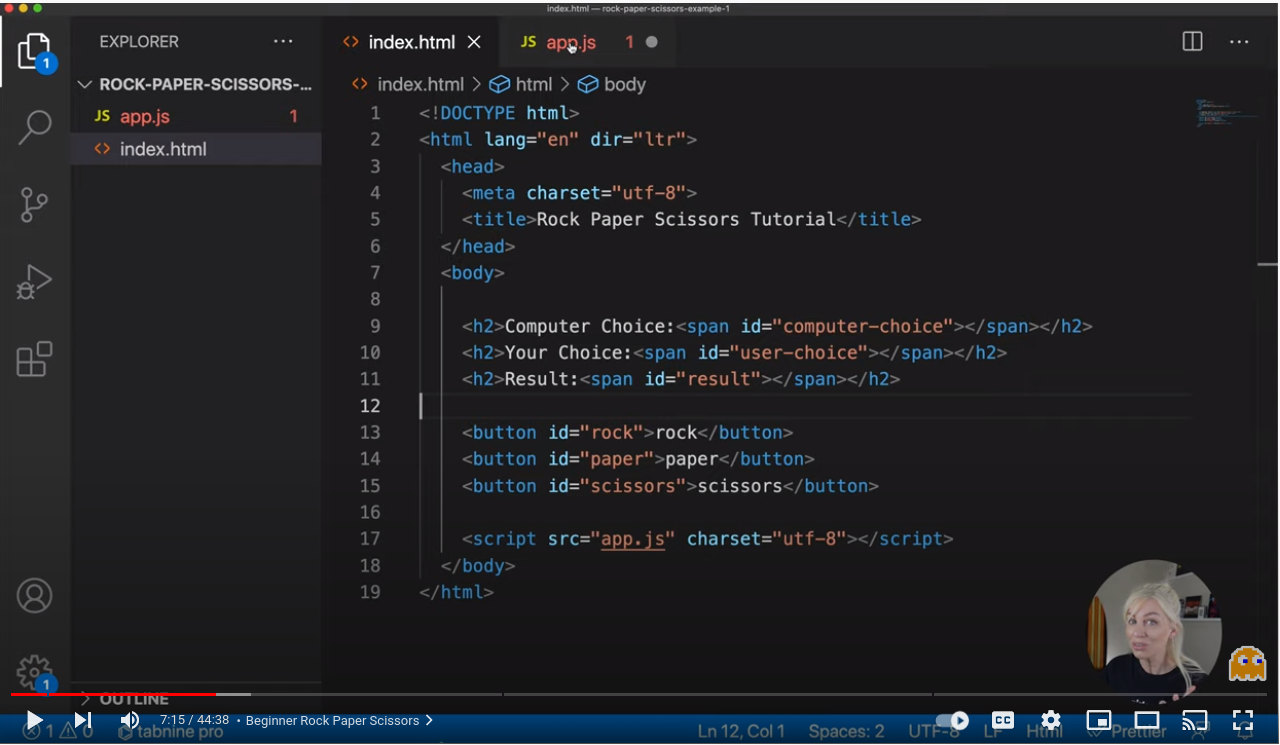 index.html — rock-paper-scissors-example-1
EXPLORER ···
<> index.html × JS app.js 1
1
ROCK-PAPER-SCISSORS-...
<> index.html > html > body
JS app.js 1
<> index.html
1 <!DOCTYPE html>
2 <html lang="en" dir="ltr">
3 <head>
4 <meta charset="utf-8">
5 <title>Rock Paper Scissors Tutorial</title>
6 </head>
7 <body>
8
9 <h2>Computer Choice:<span id="computer-choice"></span></h2>
10 <h2>Your Choice:<span id="user-choice"></span></h2>
11 <h2>Result:<span id="result"></span></h2>
12
13 <button id="rock">rock</button>
14 <button id="paper">paper</button>
15 <button id="scissors">scissors</button>
16
17 <script src="app.js" charset="utf-8"></script>
18 </body>
19 </html>
1
OUTLINE
7:15 / 44:38 • Beginner Rock Paper Scissors >
CC
1 0 tabnine pro Ln 12, Col 1 Spaces: 2 UTF-8 LF Html Prettier